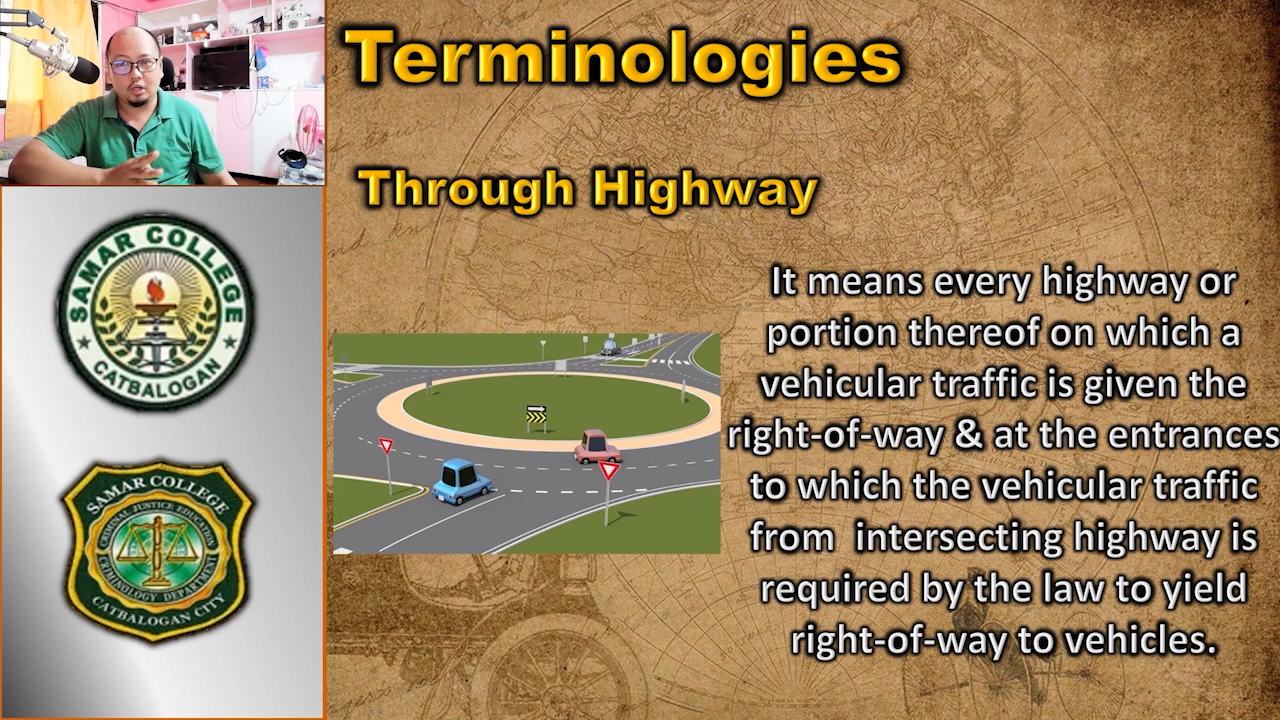 Terminologies
Through Highway
It means every highway or
portion thereof on which a
vehicular traffic is given the
right-of-way & at the entrances
to which the vehicular traffic
from  intersecting highway is
required by the law to yield
right-of-way to vehicles.
SAMAR COLLEGE
CATBALOGAN
SAMAR COLLEGE
CRIMINAL JUSTICE EDUCATION
CRIMINOLOGY DEPARTMENT
CATBALOGAN CITY